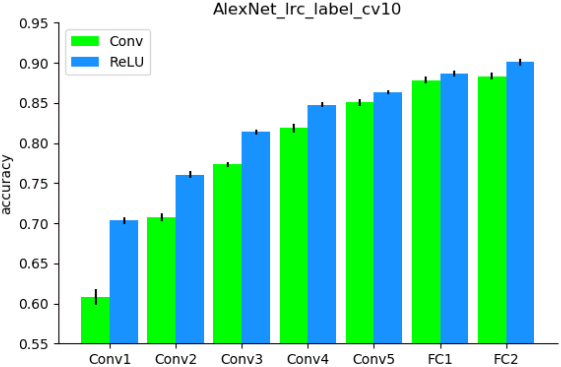 AlexNet_lrc_label_cv10
0.95
0.90
0.85
0.80
0.75
0.70
0.65
0.60
0.55
accuracy
Conv
ReLU
Conv1 Conv2 Conv3 Conv4 Conv5 FC1 FC2